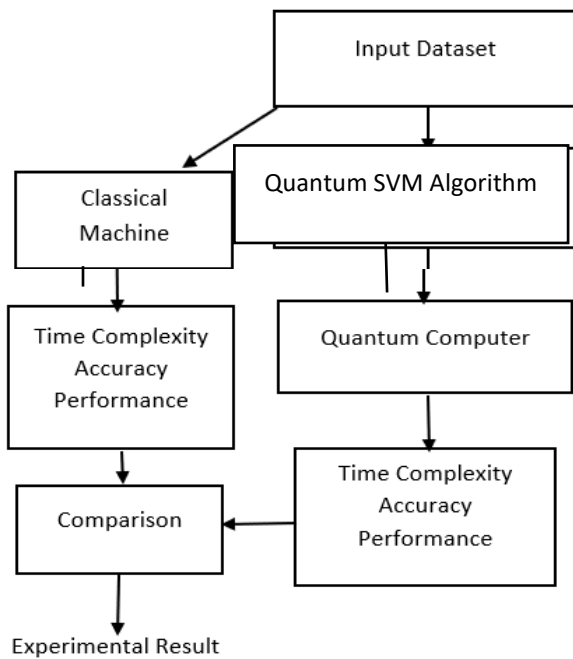 Input Dataset
Quantum SVM Algorithm
Classical
Machine
Time Complexity
Accuracy
Performance
Quantum Computer
Time Complexity
Accuracy
Performance
Comparison
Experimental Result